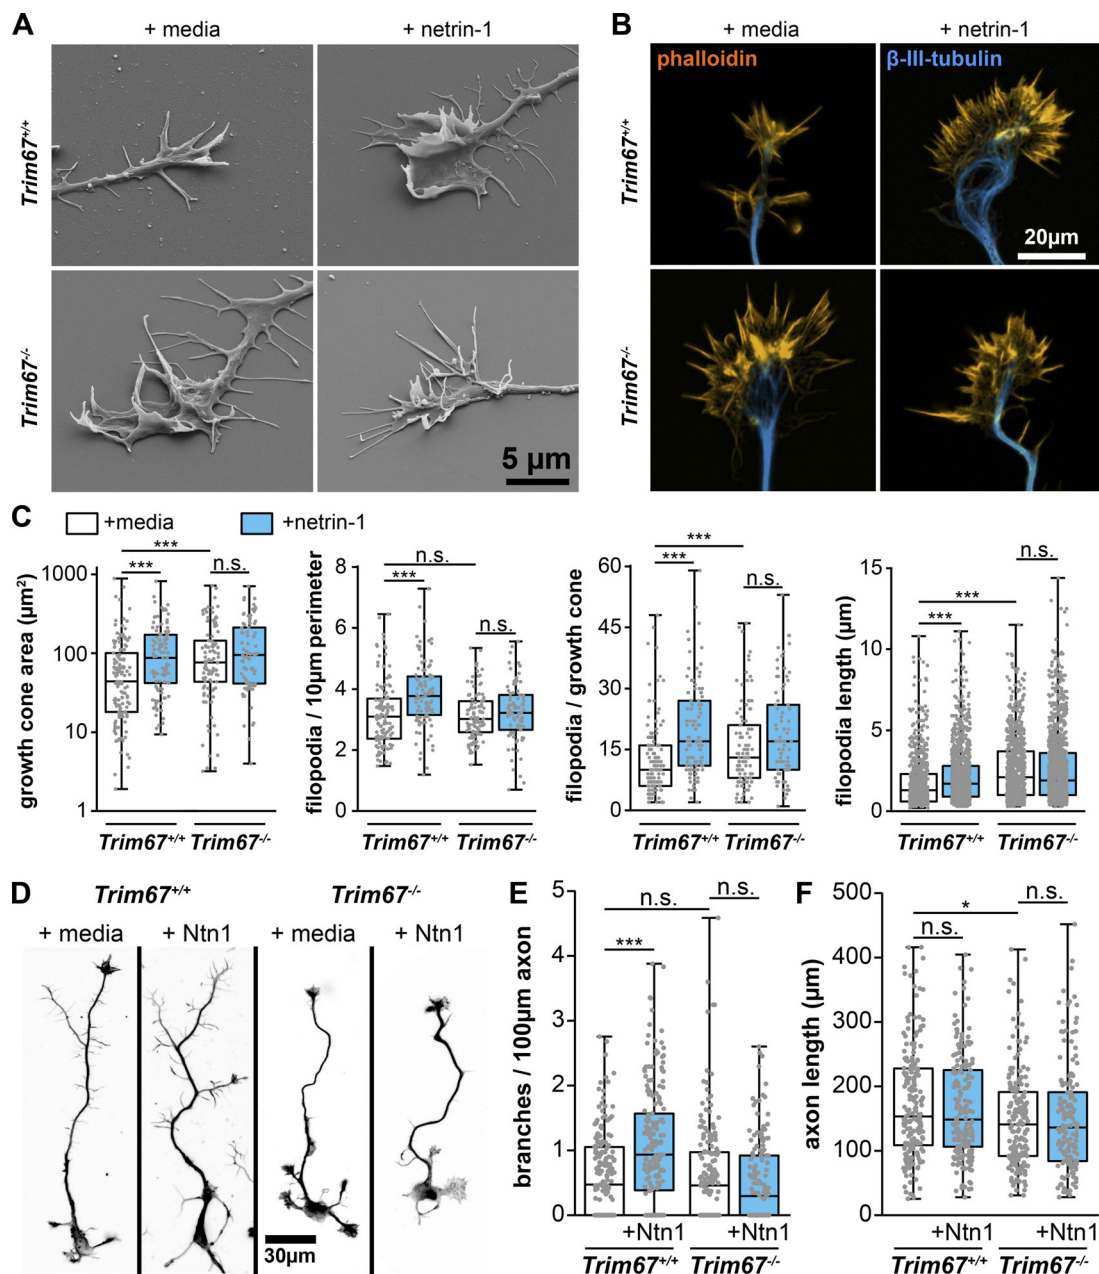 A
+ media
+ netrin-1
Trim67+/+
Trim67-/-
5 µm
B
+ media
+ netrin-1
phalloidin
β-III-tubulin
20µm
Trim67+/+
Trim67-/-
C
+media
+netrin-1
growth cone area (µm²)
1000
100
10
1
***
***
n.s.
Trim67+/+ Trim67-/-
filopodia / 10µm perimeter
8
6
4
2
0
n.s.
***
n.s.
Trim67+/+ Trim67-/-
filopodia / growth cone
60
45
30
15
0
***
***
n.s.
Trim67+/+ Trim67-/-
filopodia length (µm)
15
10
5
0
n.s.
***
***
Trim67+/+ Trim67-/-
D
Trim67+/+
Trim67-/-
+ media
+ Ntn1
+ media
+ Ntn1
30µm
E
branches / 100µm axon
5
4
3
2
1
0
n.s.
n.s.
***
+Ntn1
+Ntn1
Trim67+/+ Trim67-/-
F
axon length (µm)
500
400
300
200
100
0
n.s.
*
n.s.
+Ntn1
+Ntn1
Trim67+/+ Trim67-/-